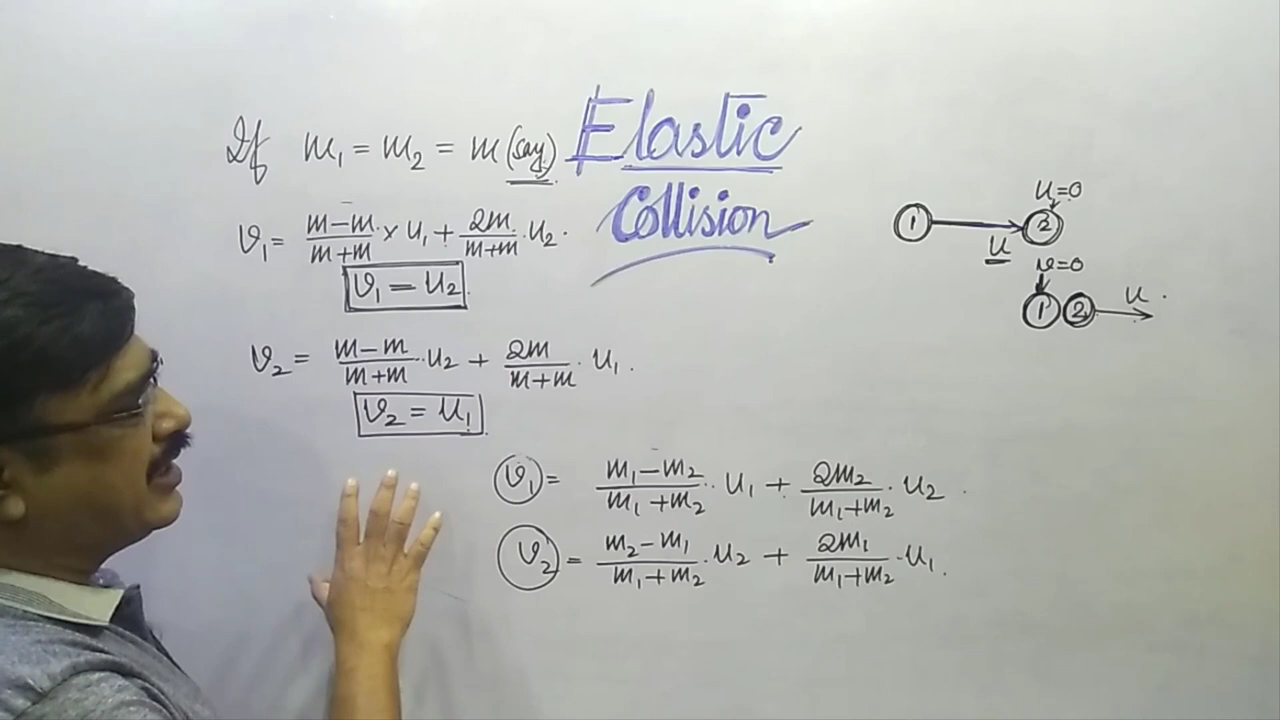 If m₁ = m₂ = m (say)
Elastic
Collision
v₁ = (m-m)/(m+m) × u₁ + (2m)/(m+m) · u₂ ·
v₁ = u₂
v₂ = (m-m)/(m+m) · u₂ + (2m)/(m+m) · u₁ .
v₂ = u₁
v₁ = (m₁-m₂)/(m₁+m₂) · u₁ + (2m₂)/(m₁+m₂) · u₂ .
v₂ = (m₂-m₁)/(m₁+m₂) · u₂ + (2m₁)/(m₁+m₂) · u₁ .
u=0
1 2
u
v=0
1 2 u .